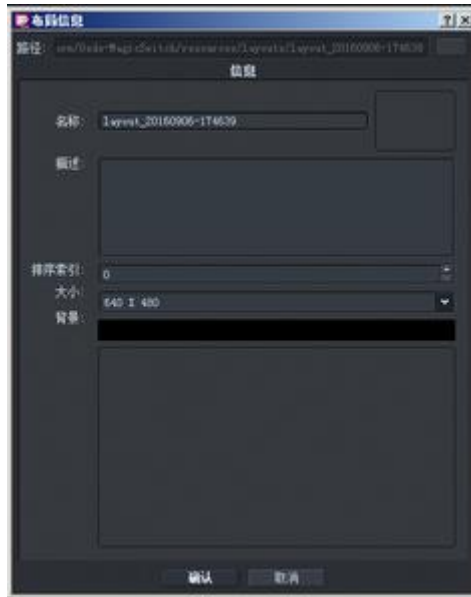 布局信息
路径:
信息
名称: layout_20160906-174639
描述:
排序索引: 0
大小: 640 X 480
背景:
确认 取消